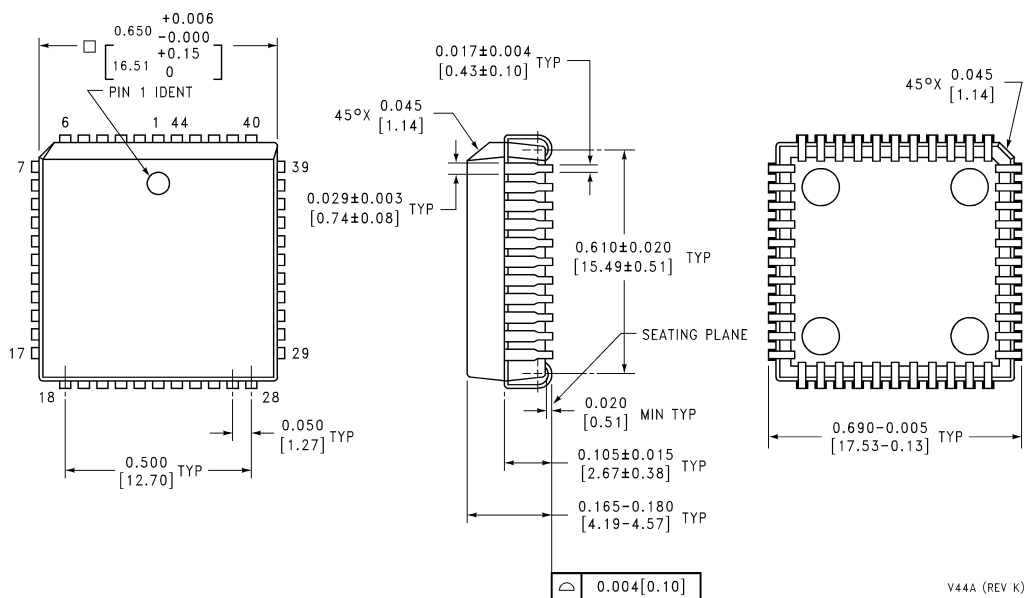 0.650 +0.006 -0.000
[16.51 +0.15 0]
PIN 1 IDENT
6 1 44 40
7 39
17 29
18 28
0.050
[1.27] TYP
0.500
[12.70] TYP
0.017±0.004
[0.43±0.10] TYP
45°X 0.045
[1.14]
0.029±0.003
[0.74±0.08] TYP
0.610±0.020
[15.49±0.51] TYP
SEATING PLANE
0.020
[0.51] MIN TYP
0.105±0.015
[2.67±0.38] TYP
0.165-0.180
[4.19-4.57] TYP
0.004[0.10]
45°X 0.045
[1.14]
0.690-0.005
[17.53-0.13] TYP
V44A (REV K)